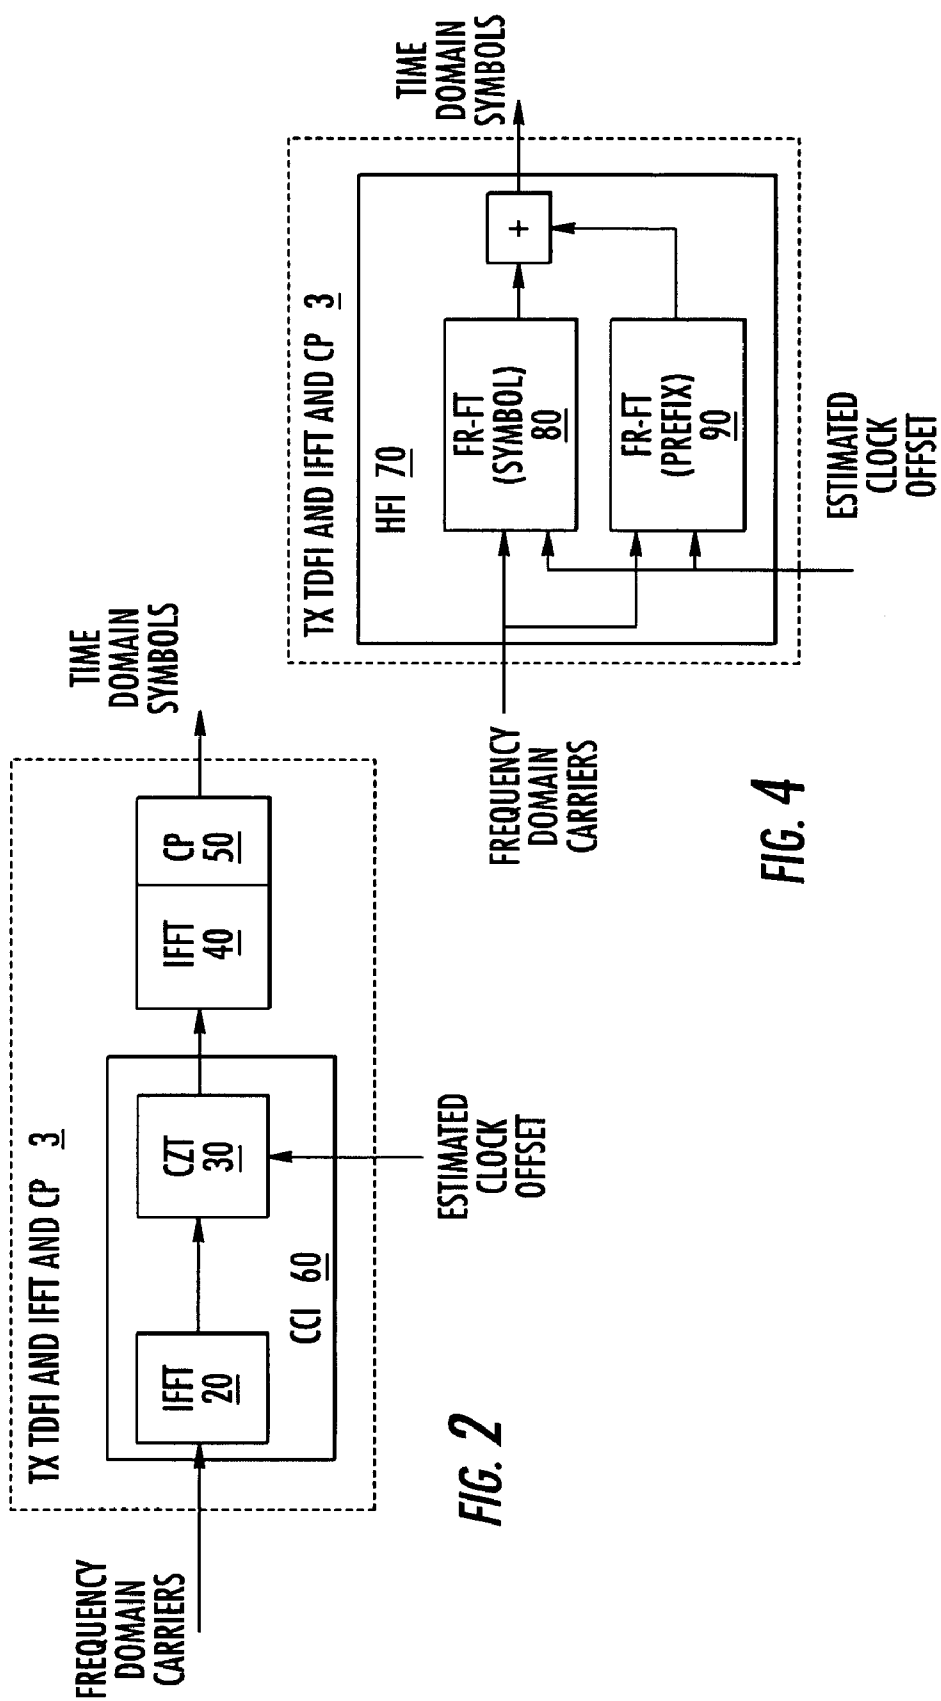 FREQUENCY
DOMAIN
CARRIERS
TX TDFI AND IFFT AND CP 3
IFFT
20
CZT
30
CCI 60
IFFT
40
CP
50
TIME
DOMAIN
SYMBOLS
ESTIMATED
CLOCK
OFFSET
FIG. 2
FREQUENCY
DOMAIN
CARRIERS
TX TDFI AND IFFT AND CP 3
HFI 70
FR-FT
(SYMBOL)
80
FR-FT
(PREFIX)
90
+
TIME
DOMAIN
SYMBOLS
ESTIMATED
CLOCK
OFFSET
FIG. 4